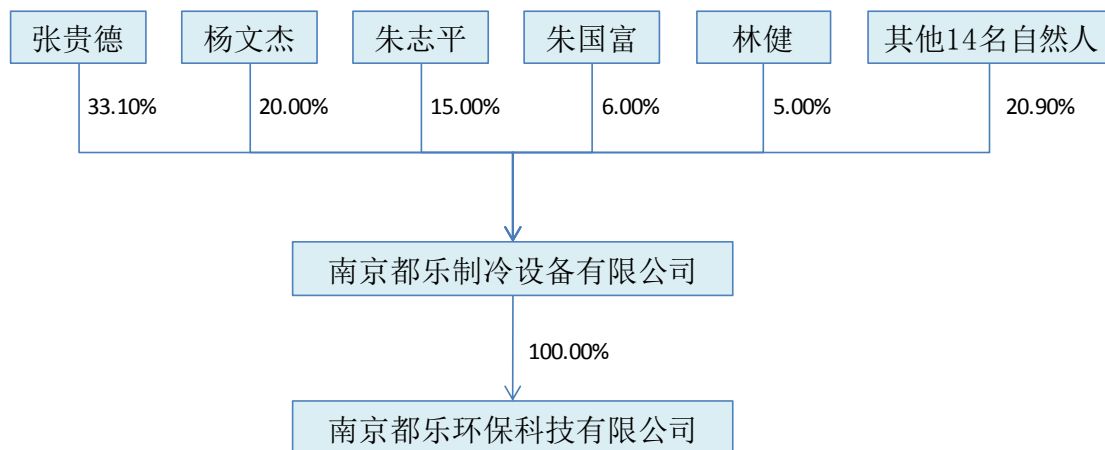 张贵德
杨文杰
朱志平
朱国富
林健
其他14名自然人
33.10%
20.00%
15.00%
6.00%
5.00%
20.90%
南京都乐制冷设备有限公司
100.00%
南京都乐环保科技有限公司